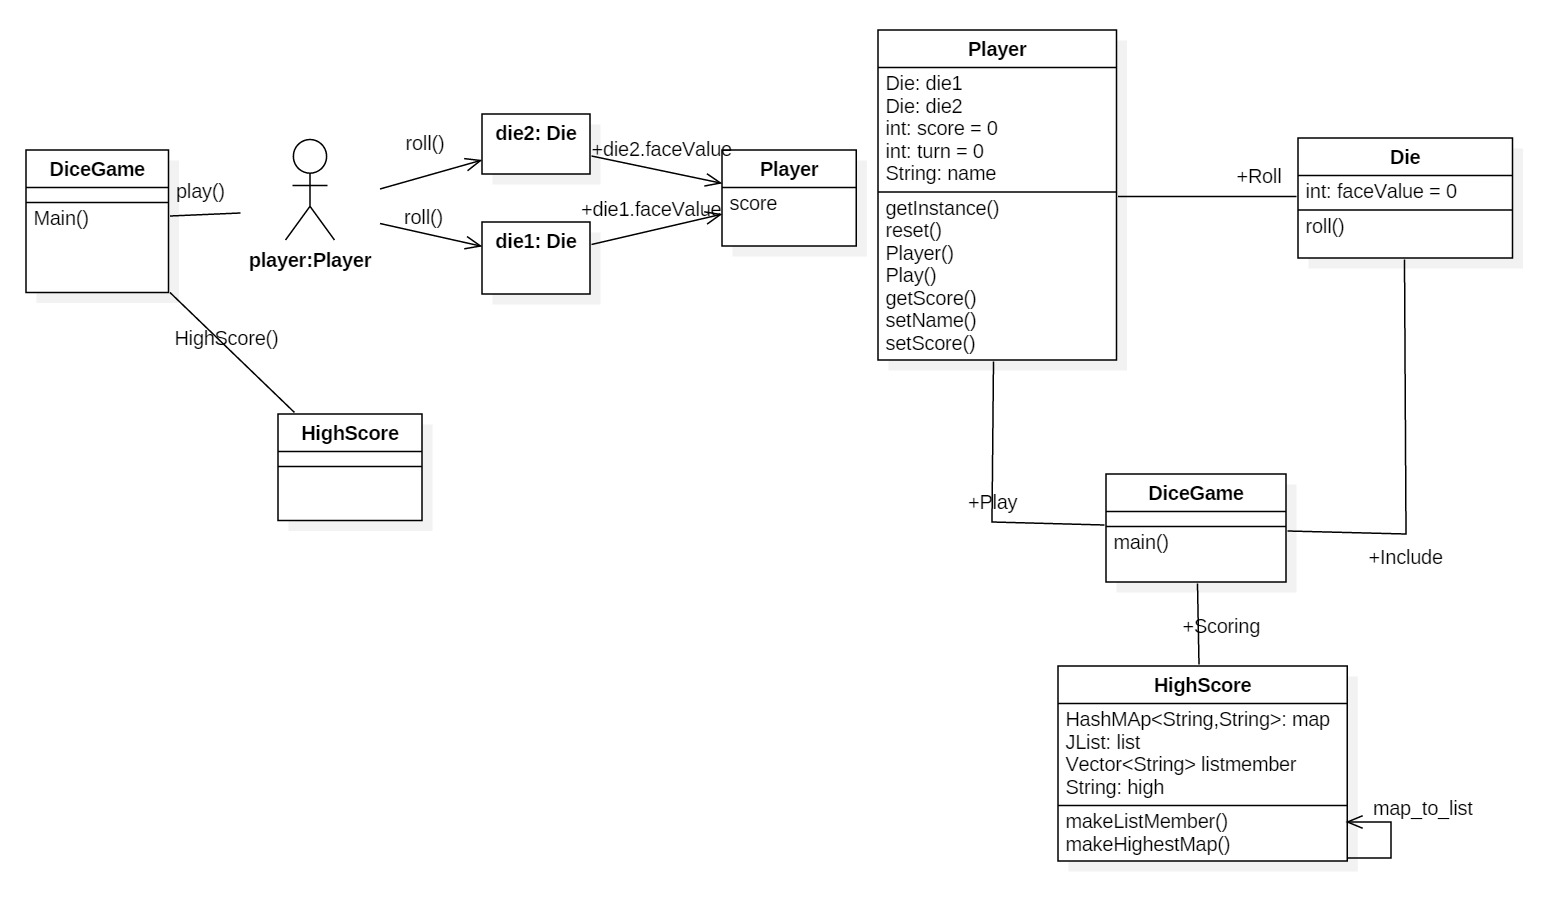 DiceGame
Main()
play()
player:Player
HighScore()
HighScore
roll()
roll()
die2: Die
die1: Die
+die2.faceValue
+die1.faceValue
Player
score
Player
Die: die1
Die: die2
int: score = 0
int: turn = 0
String: name
getInstance()
reset()
Player()
Play()
getScore()
setName()
setScore()
+Roll
Die
int: faceValue = 0
roll()
+Play
DiceGame
main()
+Include
+Scoring
HighScore
HashMAp<String,String>: map
JList: list
Vector<String> listmember
String: high
makeListMember()
makeHighestMap()
map_to_list